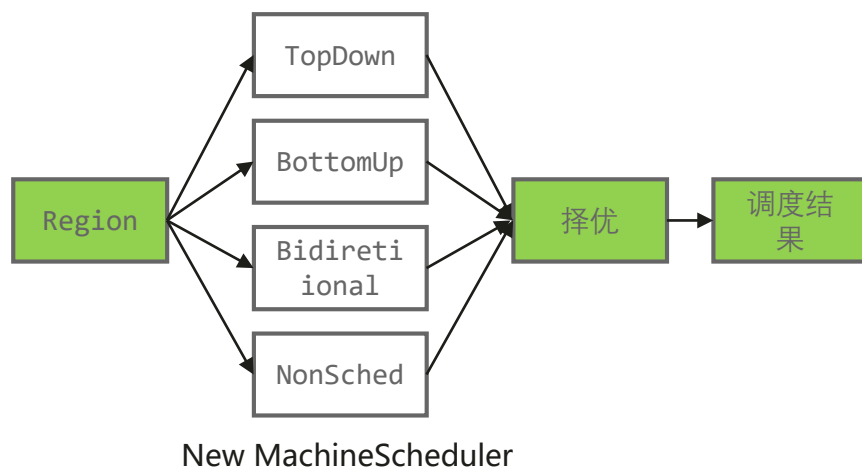 TopDown
BottomUp
Region
Bidireti
ional
NonSched
择优
调度结
果
New MachineScheduler